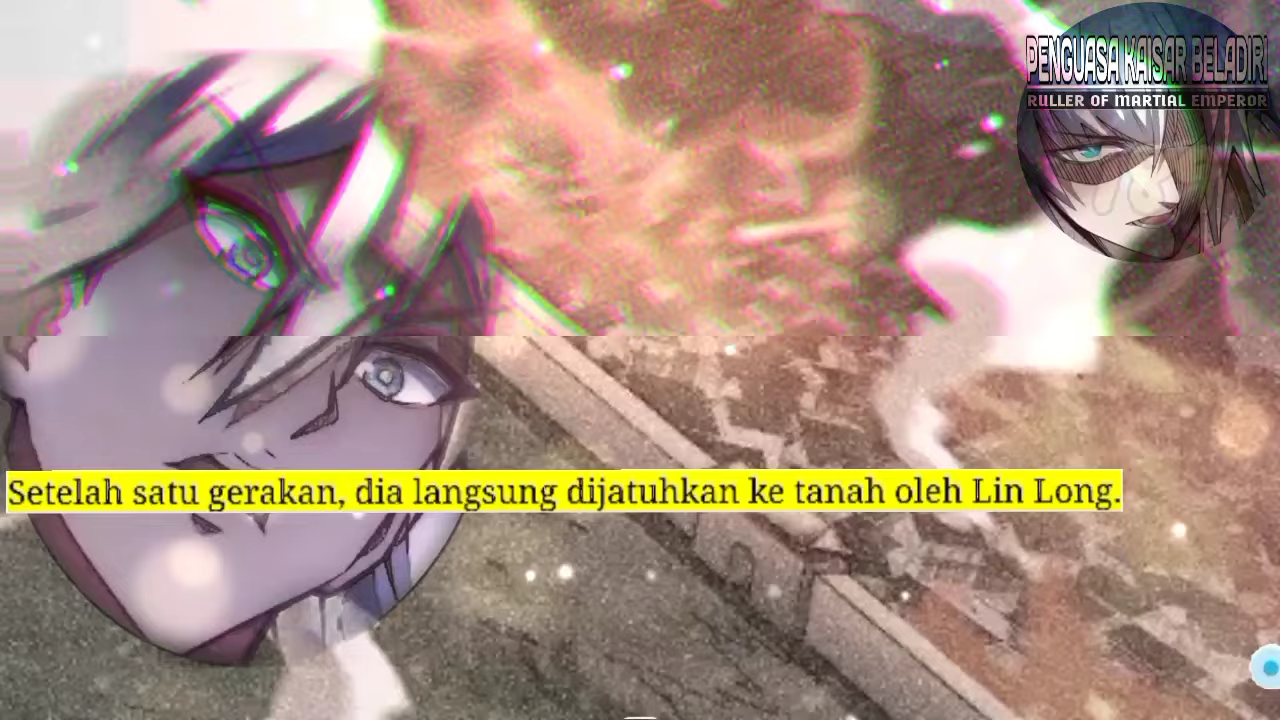 PENGUASA KAISAR BELADIRI
RULLER OF MARTIAL EMPEROR
Setelah satu gerakan, dia langsung dijatuhkan ke tanah oleh Lin Long.